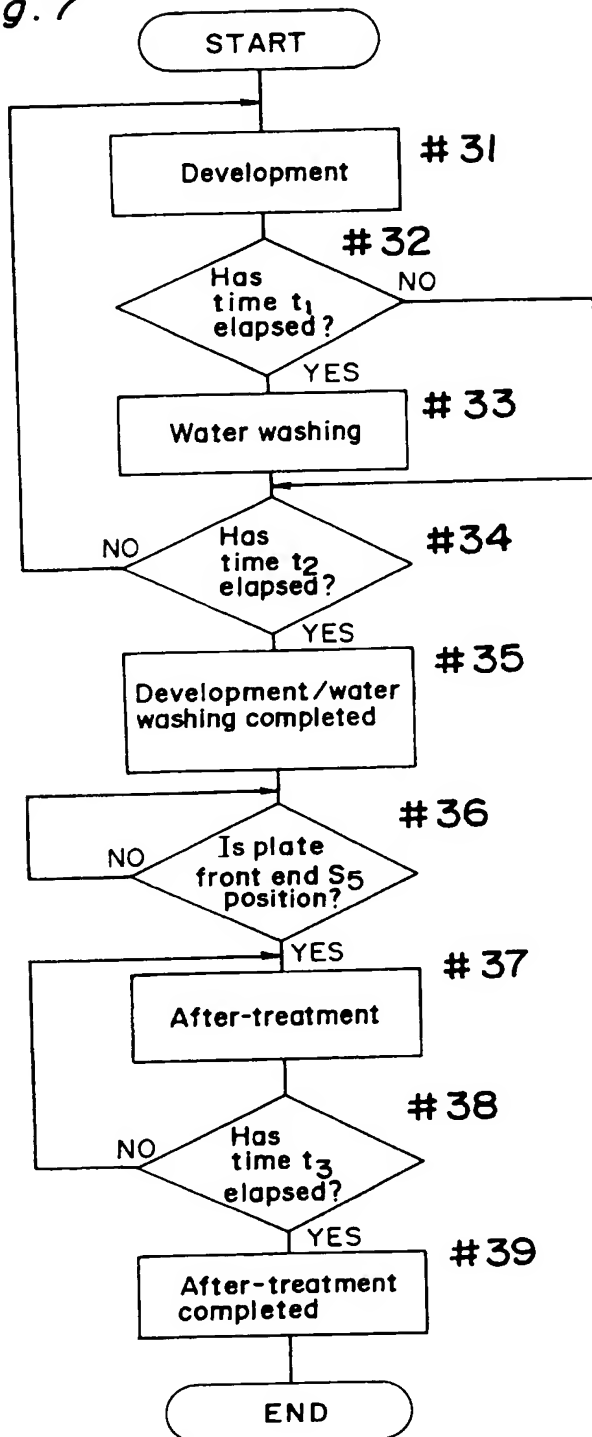 g. 7
START
Development
#31
#32
Has
time t1
elapsed?
NO
YES
#33
Water washing
#34
Has
time t2
elapsed?
NO
YES
#35
Development/water
washing completed
#36
Is plate
front end S5
position?
NO
YES
#37
After-treatment
#38
Has
time t3
elapsed?
NO
YES
#39
After-treatment
completed
END